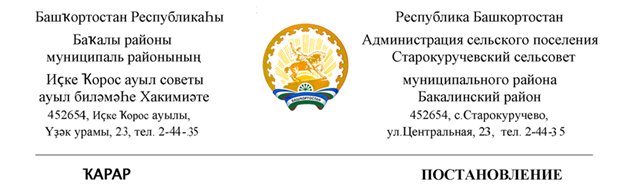 Башҡортостан Республикаһы
Баҡалы районы
муниципаль районының
Иҫке Ҡорос ауыл советы
ауыл биләмәһе Хакимиәте
452654, Иҫке Ҡорос ауылы,
Үҙәк урамы, 23, тел. 2-44-35
ҠАРАР
Республика Башкортостан
Администрация сельского поселения
Старокуручевский сельсовет
муниципального района
Бакалинский район
452654, с.Старокуручево,
ул.Центральная, 23, тел. 2-44-35
ПОСТАНОВЛЕНИЕ
БАШКОРТОСТАН